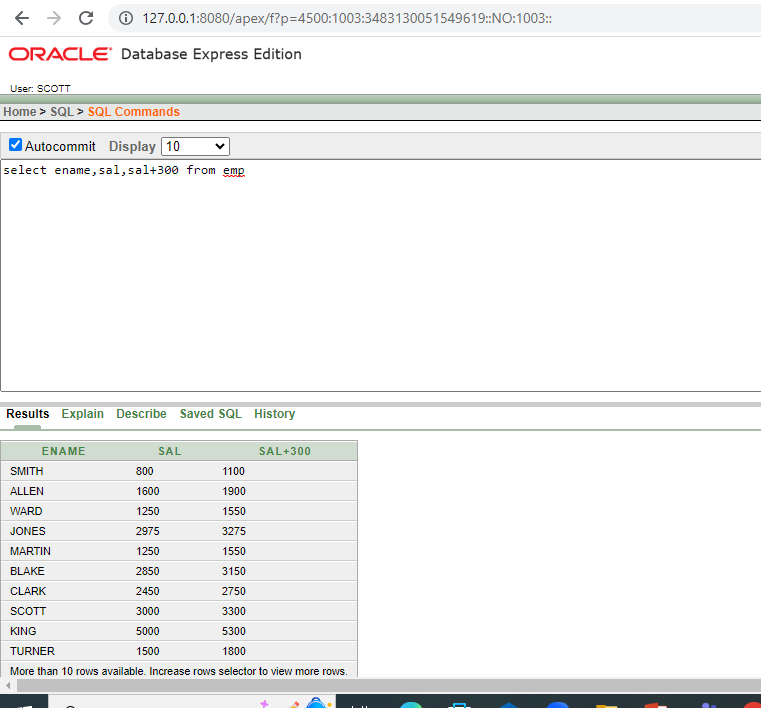 127.0.0.1:8080/apex/f?p=4500:1003:3483130051549619::NO:1003::
ORACLE Database Express Edition
User: SCOTT
Home > SQL > SQL Commands
Autocommit Display 10
select ename,sal,sal+300 from emp
Results Explain Describe Saved SQL History
ENAME SAL SAL+300
SMITH 800 1100
ALLEN 1600 1900
WARD 1250 1550
JONES 2975 3275
MARTIN 1250 1550
BLAKE 2850 3150
CLARK 2450 2750
SCOTT 3000 3300
KING 5000 5300
TURNER 1500 1800
More than 10 rows available. Increase rows selector to view more rows.